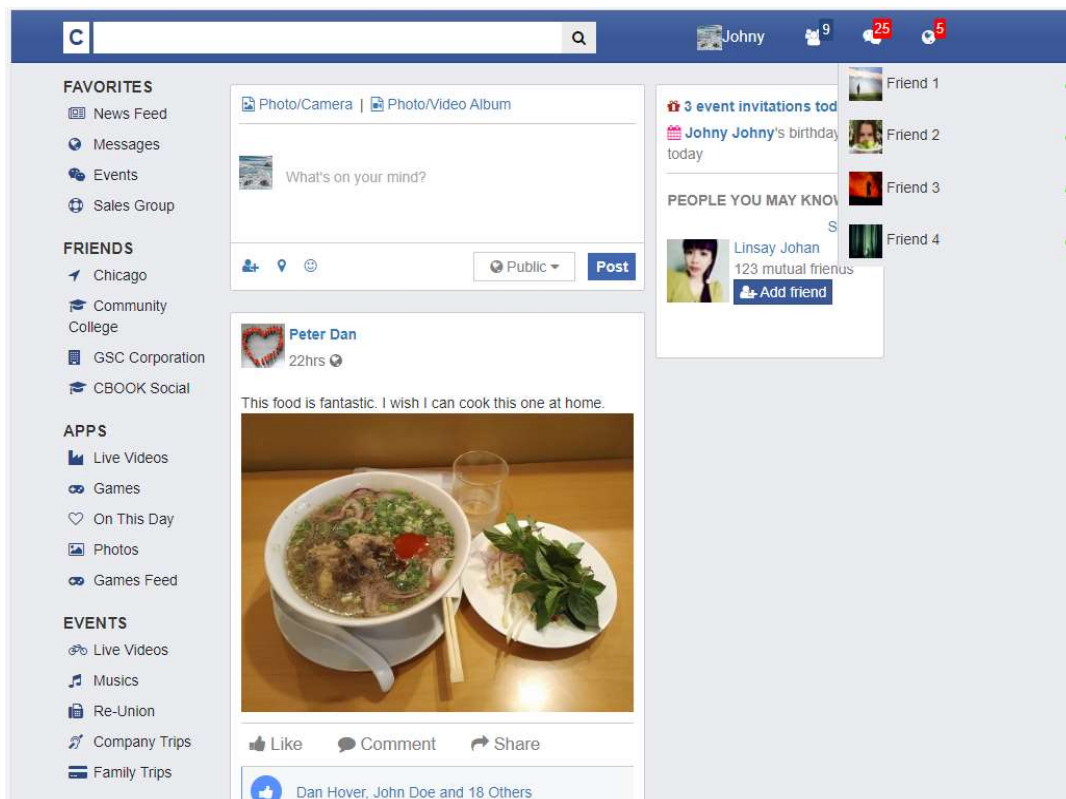 C
Johny
9
25
5
FAVORITES
News Feed
Messages
Events
Sales Group
FRIENDS
Chicago
Community
College
GSC Corporation
CBOOK Social
APPS
Live Videos
Games
On This Day
Photos
Games Feed
EVENTS
Live Videos
Musics
Re-Union
Company Trips
Family Trips
Photo/Camera | Photo/Video Album
What's on your mind?
Public
Post
Peter Dan
22hrs
This food is fantastic. I wish I can cook this one at home.
Like Comment Share
Dan Hover, John Doe and 18 Others
3 event invitations tod
Johny Johny's birthday
today
PEOPLE YOU MAY KNOW
S
Linsay Johan
123 mutual friends
Add friend
Friend 1
Friend 2
Friend 3
Friend 4